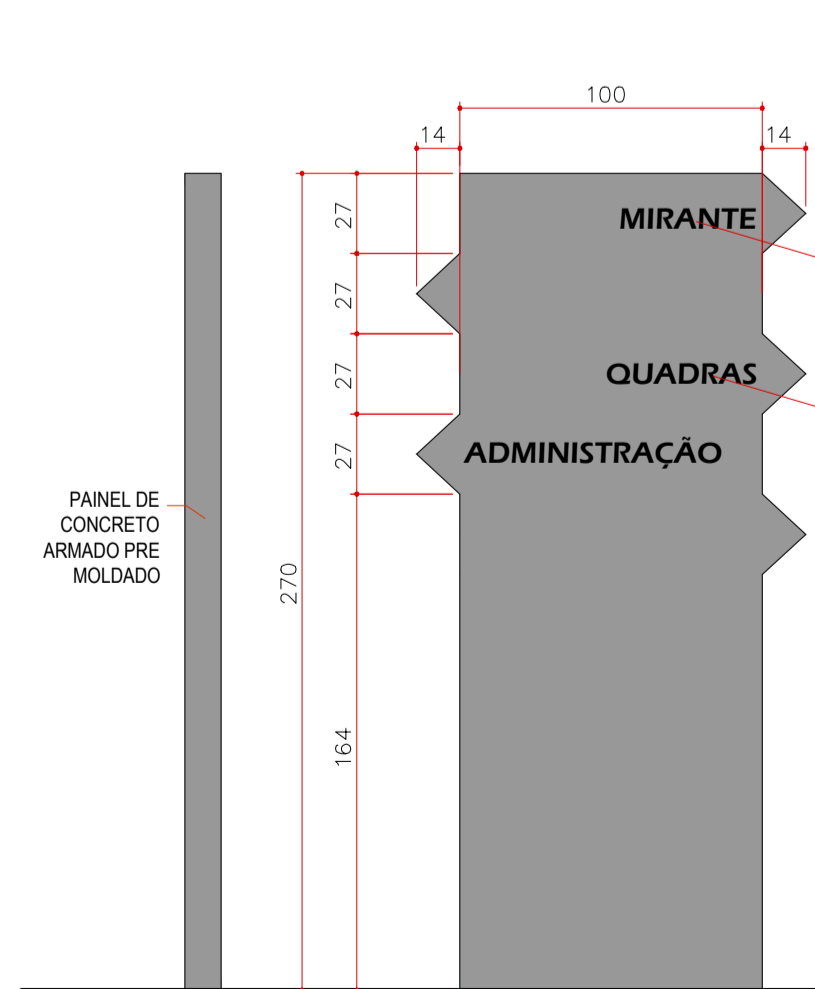 100
14
14
27
MIRANTE
27
27
QUADRAS
27
ADMINISTRAÇÃO
PAINEL DE
CONCRETO
ARMADO PRE
MOLDADO
270
164